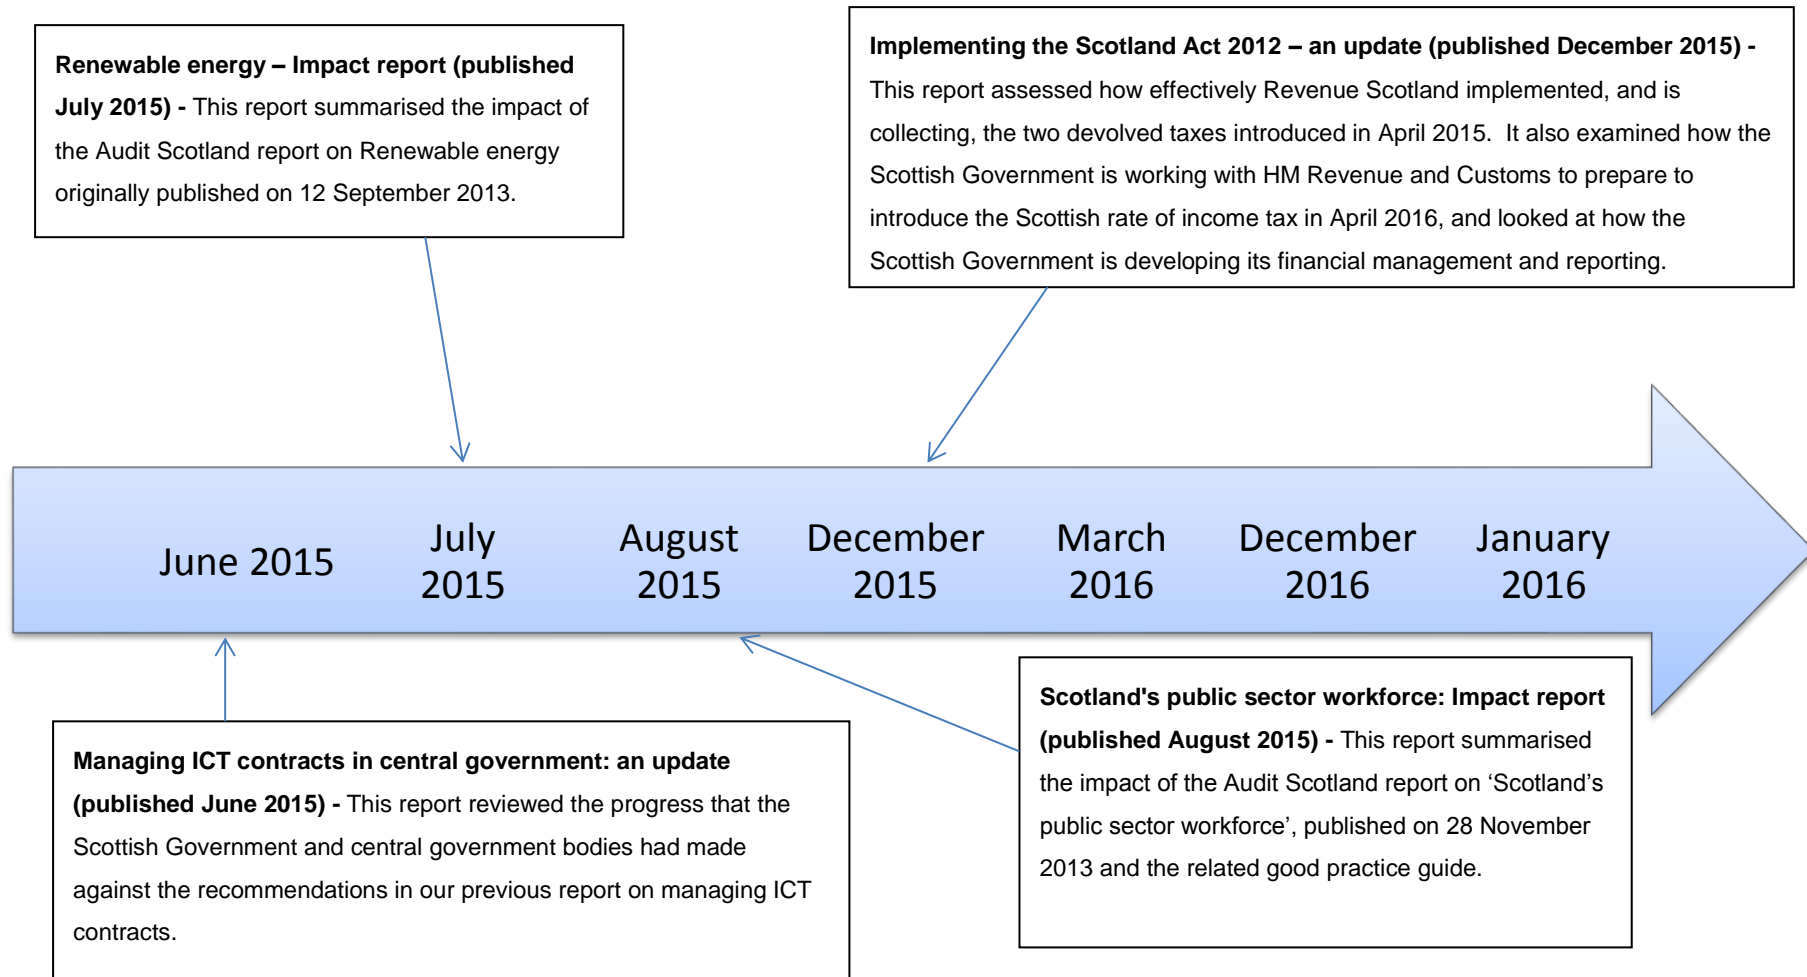 Renewable energy – Impact report (published
July 2015) - This report summarised the impact of
the Audit Scotland report on Renewable energy
originally published on 12 September 2013.
Implementing the Scotland Act 2012 – an update (published December 2015) -
This report assessed how effectively Revenue Scotland implemented, and is
collecting, the two devolved taxes introduced in April 2015.  It also examined how the
Scottish Government is working with HM Revenue and Customs to prepare to
introduce the Scottish rate of income tax in April 2016, and looked at how the
Scottish Government is developing its financial management and reporting.
June 2015
July
2015
August
2015
December
2015
March
2016
December
2016
January
2016
Managing ICT contracts in central government: an update
(published June 2015) - This report reviewed the progress that the
Scottish Government and central government bodies had made
against the recommendations in our previous report on managing ICT
contracts.
Scotland's public sector workforce: Impact report
(published August 2015) - This report summarised
the impact of the Audit Scotland report on ‘Scotland’s
public sector workforce’, published on 28 November
2013 and the related good practice guide.